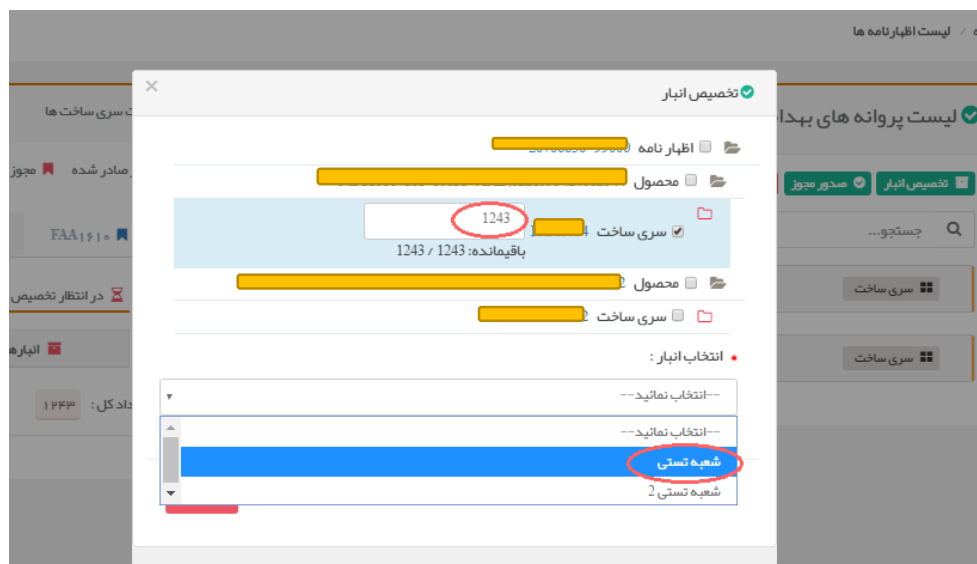 / لیست اظهارنامه ها
تخصیص انبار
×
لیست پروانه های بهدا
ت سری ساخت ها
اظهار نامه
صادر شده
مجوز
محصول
تخصیص انبار
صدور مجوز
1243
سری ساخت
باقیمانده: 1243 / 1243
جستجو...
FAA۱۶۱۰
محصول
سری ساخت
در انتظار تخصیص
سری ساخت
انتخاب انبار :
انبارها
سری ساخت
--انتخاب نمائید--
داد کل : ۱۲۴۳
--انتخاب نمائید--
شعبه تستی
شعبه تستی 2